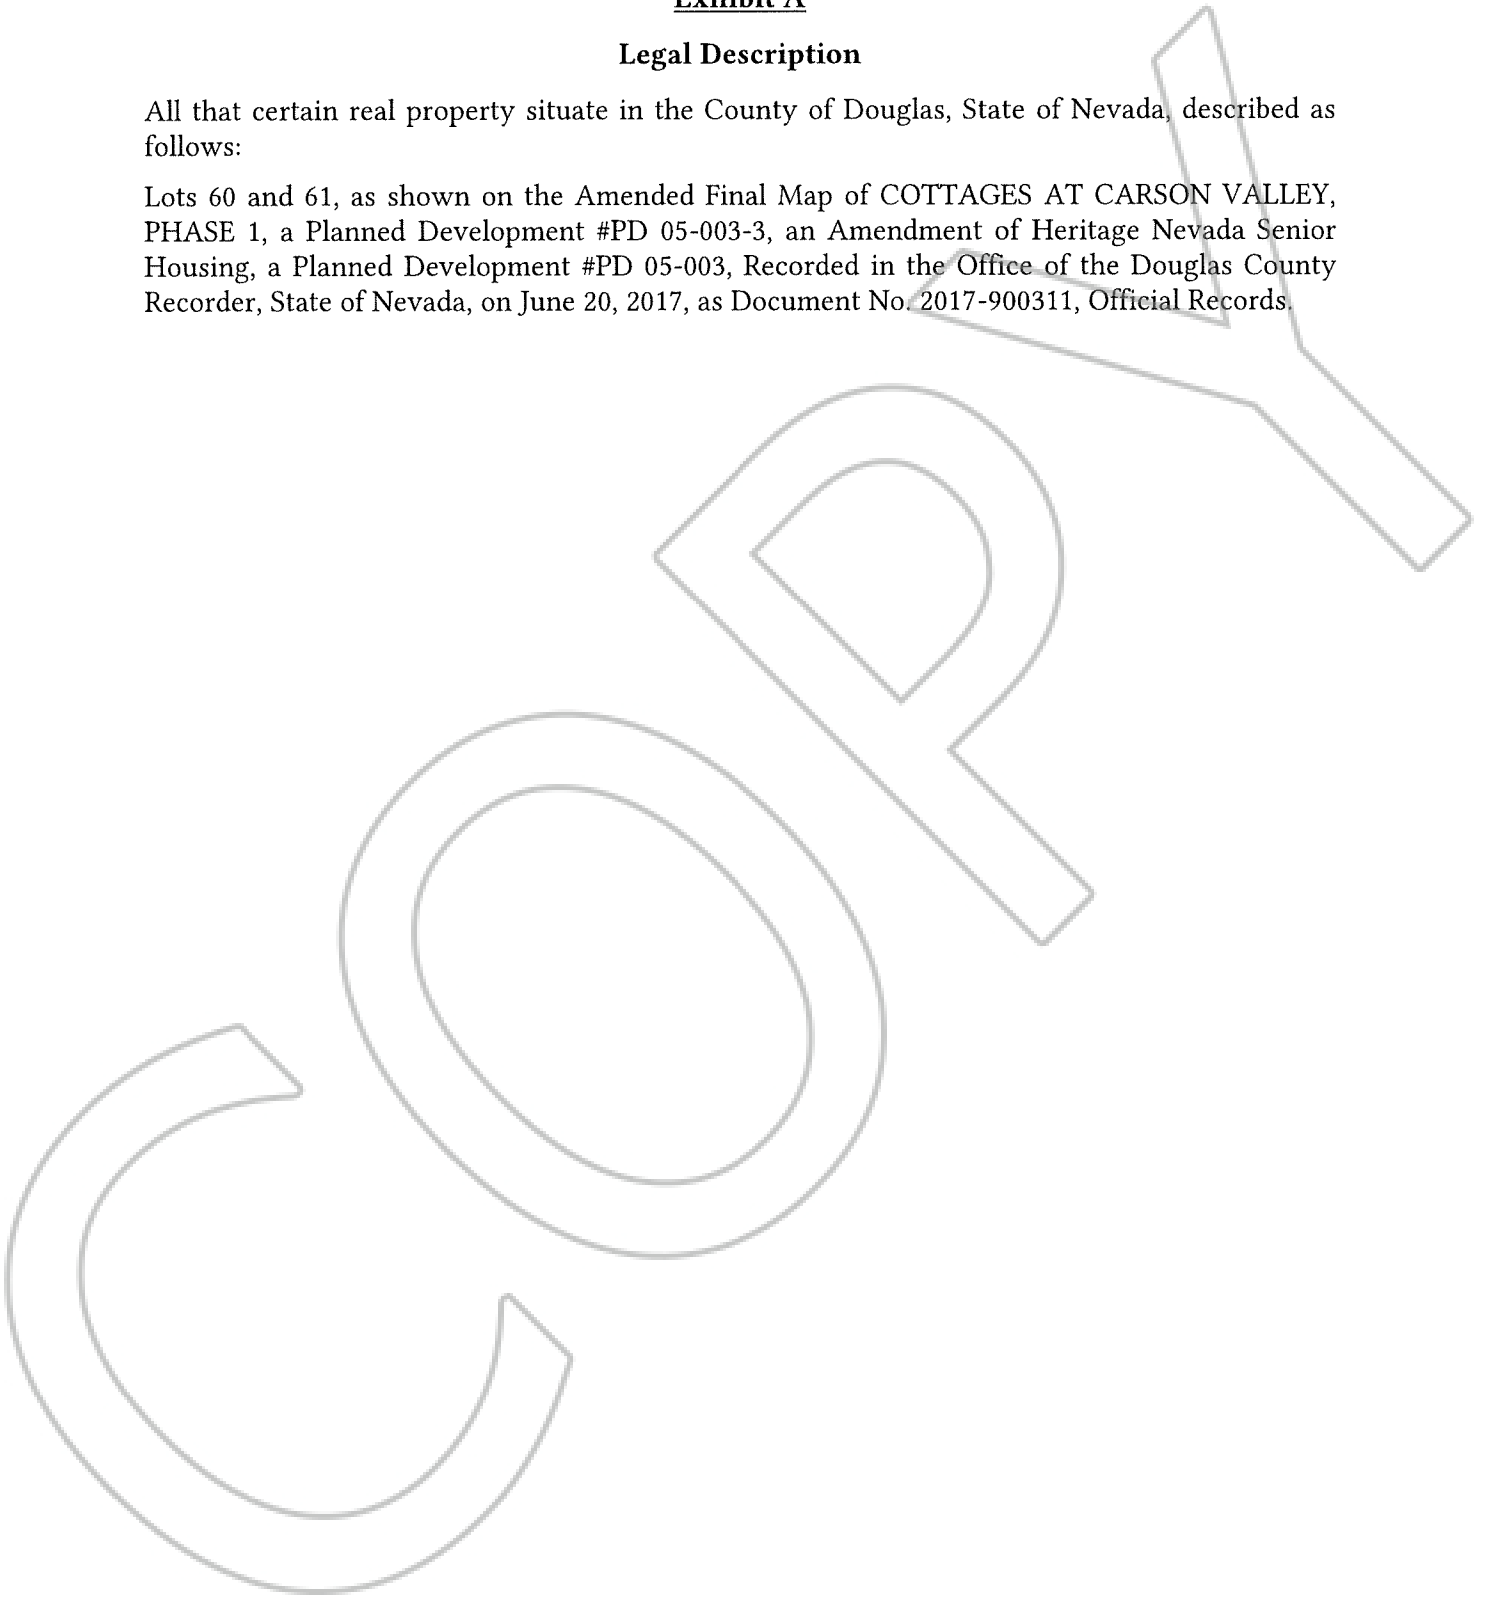 Exhibit A
Legal Description
All that certain real property situate in the County of Douglas, State of Nevada, described as
follows:
Lots 60 and 61, as shown on the Amended Final Map of COTTAGES AT CARSON VALLEY,
PHASE 1, a Planned Development #PD 05-003-3, an Amendment of Heritage Nevada Senior
Housing, a Planned Development #PD 05-003, Recorded in the Office of the Douglas County
Recorder, State of Nevada, on June 20, 2017, as Document No. 2017-900311, Official Records.
COPY